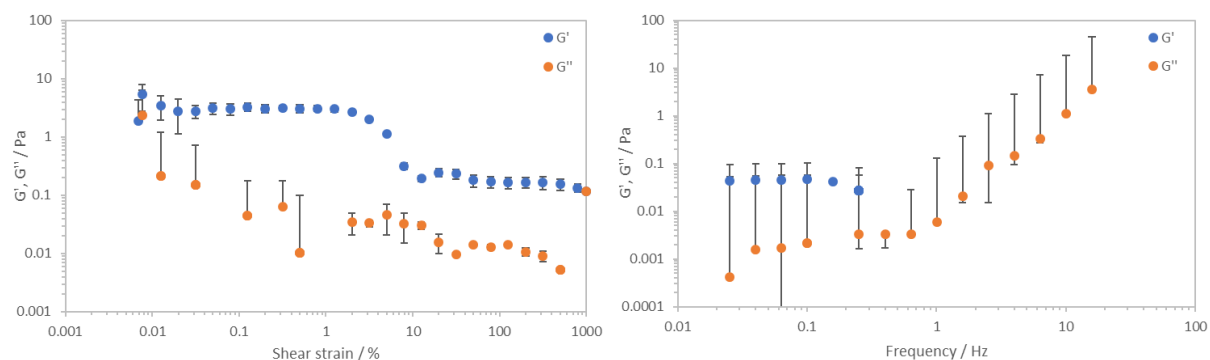 100
10
1
0.1
0.01
0.001
G', G'' / Pa
0.001 0.01 0.1 1 10 100 1000
Shear strain / %
G'
G''
100
10
1
0.1
0.01
0.001
0.0001
G', G'' / Pa
0.01 0.1 1 10 100
Frequency / Hz
G'
G''